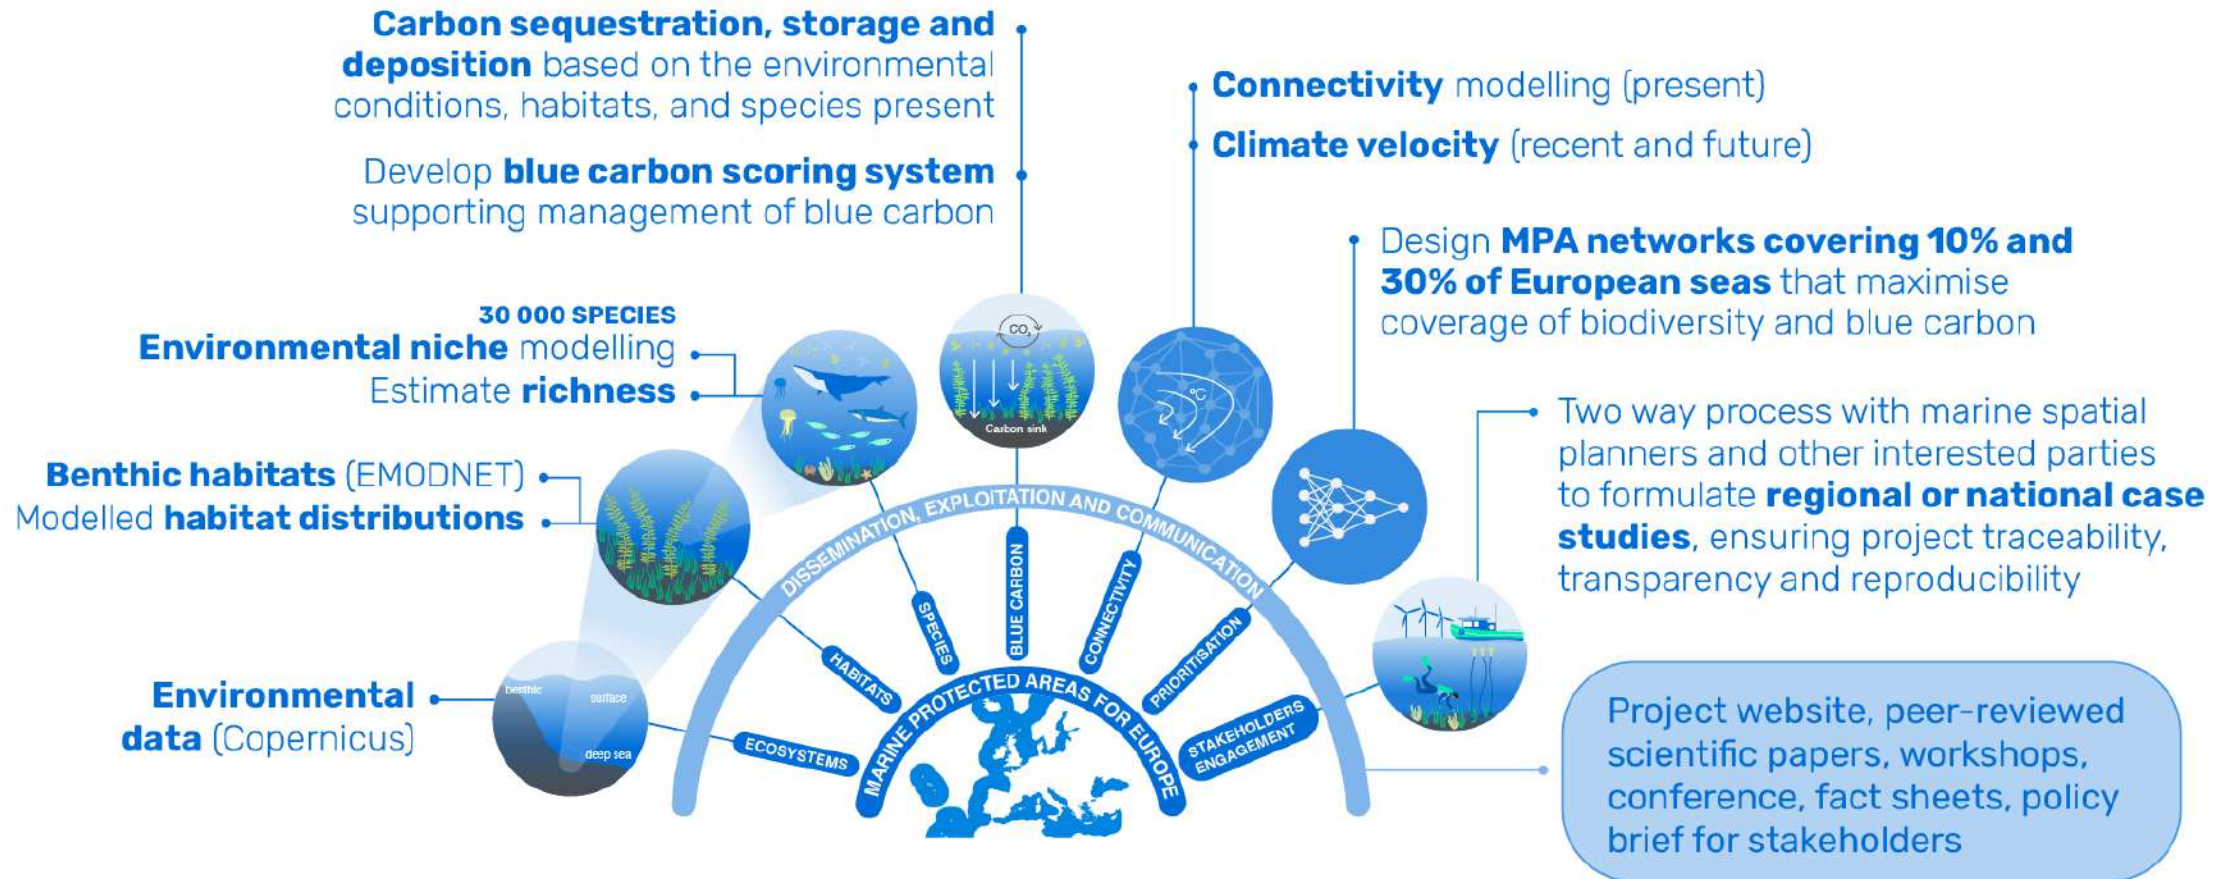 Carbon sequestration, storage and
deposition based on the environmental
conditions, habitats, and species present
Develop blue carbon scoring system
supporting management of blue carbon
Connectivity modelling (present)
Climate velocity (recent and future)
Design MPA networks covering 10% and
30% of European seas that maximise
coverage of biodiversity and blue carbon
30 000 SPECIES
Environmental niche modelling
Estimate richness
Benthic habitats (EMODNET)
Modelled habitat distributions
Environmental
data (Copernicus)
Two way process with marine spatial
planners and other interested parties
to formulate regional or national case
studies, ensuring project traceability,
transparency and reproducibility
CO₂
Carbon sink
°C
benthic
surface
deep sea
DISSEMINATION, EXPLOITATION AND COMMUNICATION
ECOSYSTEMS
HABITATS
SPECIES
BLUE CARBON
CONNECTIVITY
PRIORITISATION
STAKEHOLDERS
ENGAGEMENT
MARINE PROTECTED AREAS FOR EUROPE
Project website, peer-reviewed
scientific papers, workshops,
conference, fact sheets, policy
brief for stakeholders